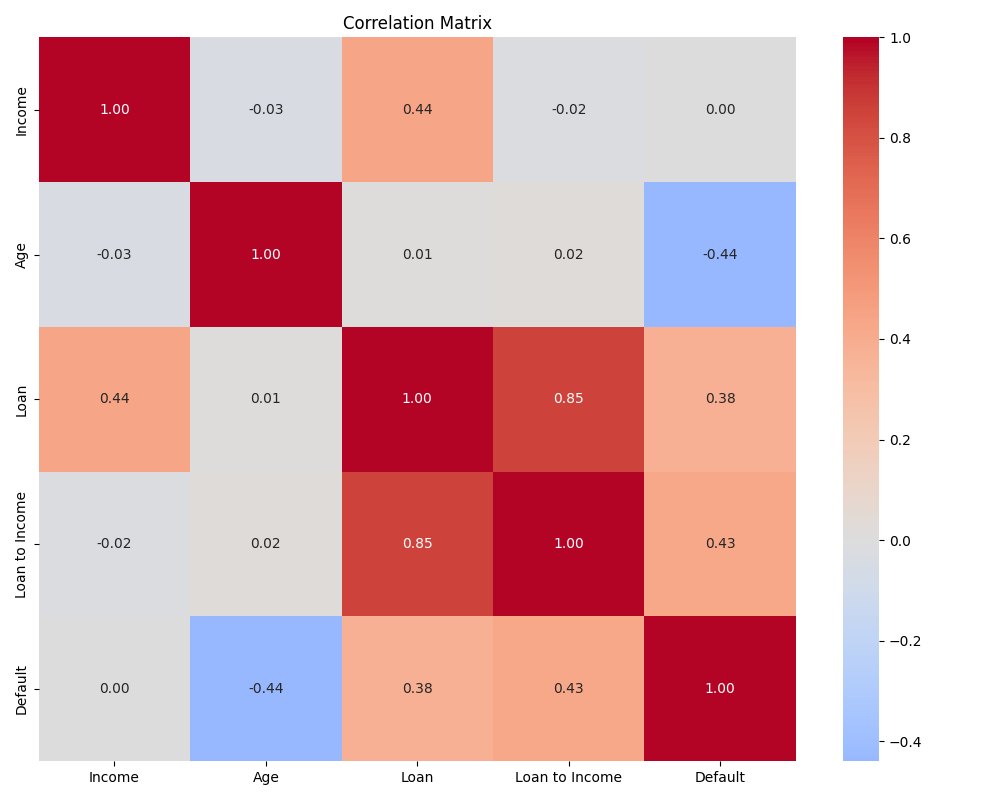 Correlation Matrix
Income 1.00 -0.03 0.44 -0.02 0.00
Age -0.03 1.00 0.01 0.02 -0.44
Loan 0.44 0.01 1.00 0.85 0.38
Loan to Income -0.02 0.02 0.85 1.00 0.43
Default 0.00 -0.44 0.38 0.43 1.00
Income Age Loan Loan to Income Default
1.0
0.8
0.6
0.4
0.2
0.0
−0.2
−0.4